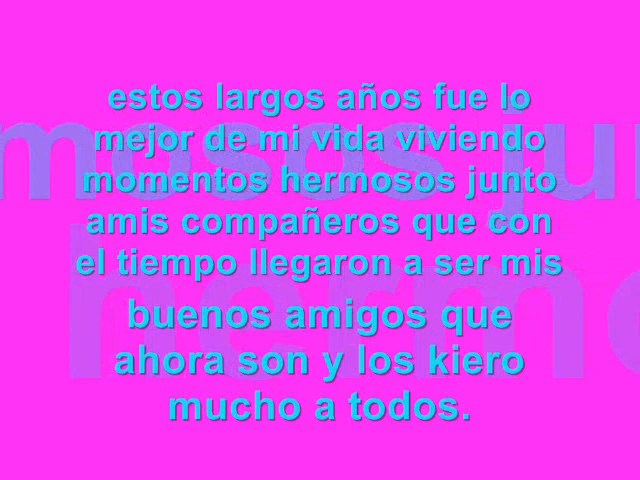 estos largos años fue lo
mejor de mi vida viviendo
momentos hermosos junto
amis compañeros que con
el tiempo llegaron a ser mis
buenos amigos que
ahora son y los kiero
mucho a todos.